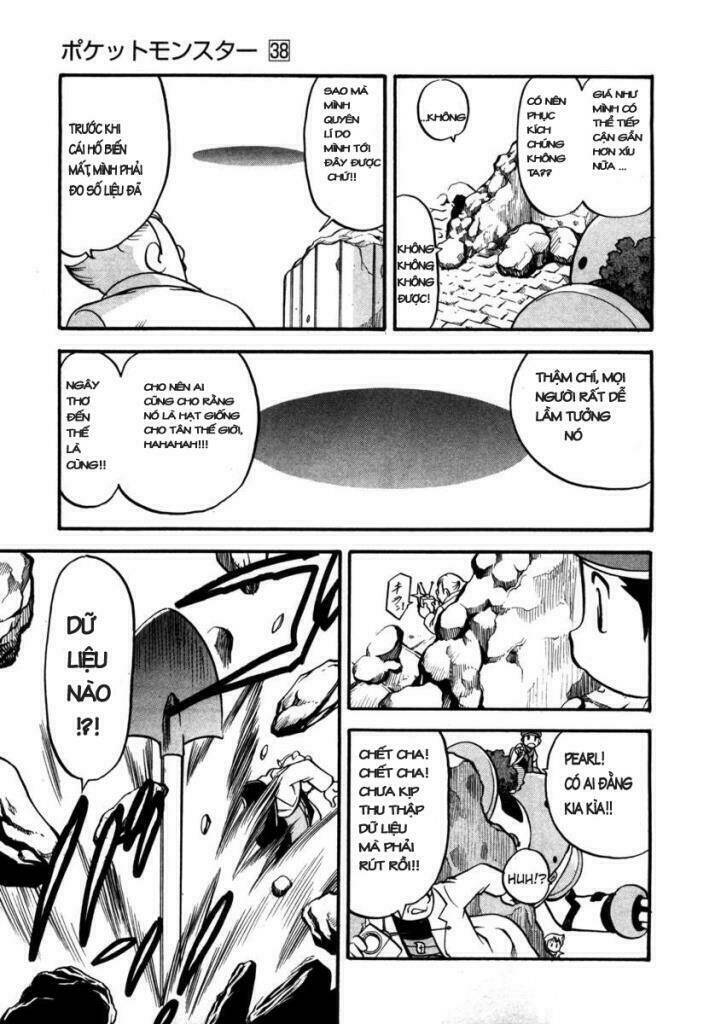 ポケットモンスター 38
GIÁ NHƯ
MÌNH CÓ
THỂ TIẾP
CẬN GẦN
HƠN XÍU
NỮA ...
CÓ NÊN
PHỤC
KÍCH
CHÚNG
KHÔNG
TA??
...KHÔNG
KHÔNG
KHÔNG
KHÔNG
ĐƯỢC!
SAO MÀ
MÌNH
QUYÊN
LÍ DO
MÌNH TỚI
ĐÂY ĐƯỢC
CHỨ!!
TRƯỚC KHI
CÁI HỐ BIẾN
MẤT, MÌNH PHẢI
ĐO SỐ LIỆU ĐÃ
THẬM CHÍ, MỌI
NGƯỜI RẤT DỄ
LẦM TƯỞNG
NÓ
CHO NÊN AI
CŨNG CHO RẰNG
NÓ LÀ HẠT GIỐNG
CHO TÂN THẾ GIỚI,
HAHAHAH!!!
NGÂY
THƠ
ĐẾN
THẾ
LÀ
CÙNG!!
PEARL!
CÓ AI ĐẰNG
KIA KÌA!!
HUH!?
CHẾT CHA!
CHẾT CHA!
CHƯA KỊP
THU THẬP
DỮ LIỆU
MÀ PHẢI
RÚT RỒI!!
DỮ
LIỆU
NÀO
!?!